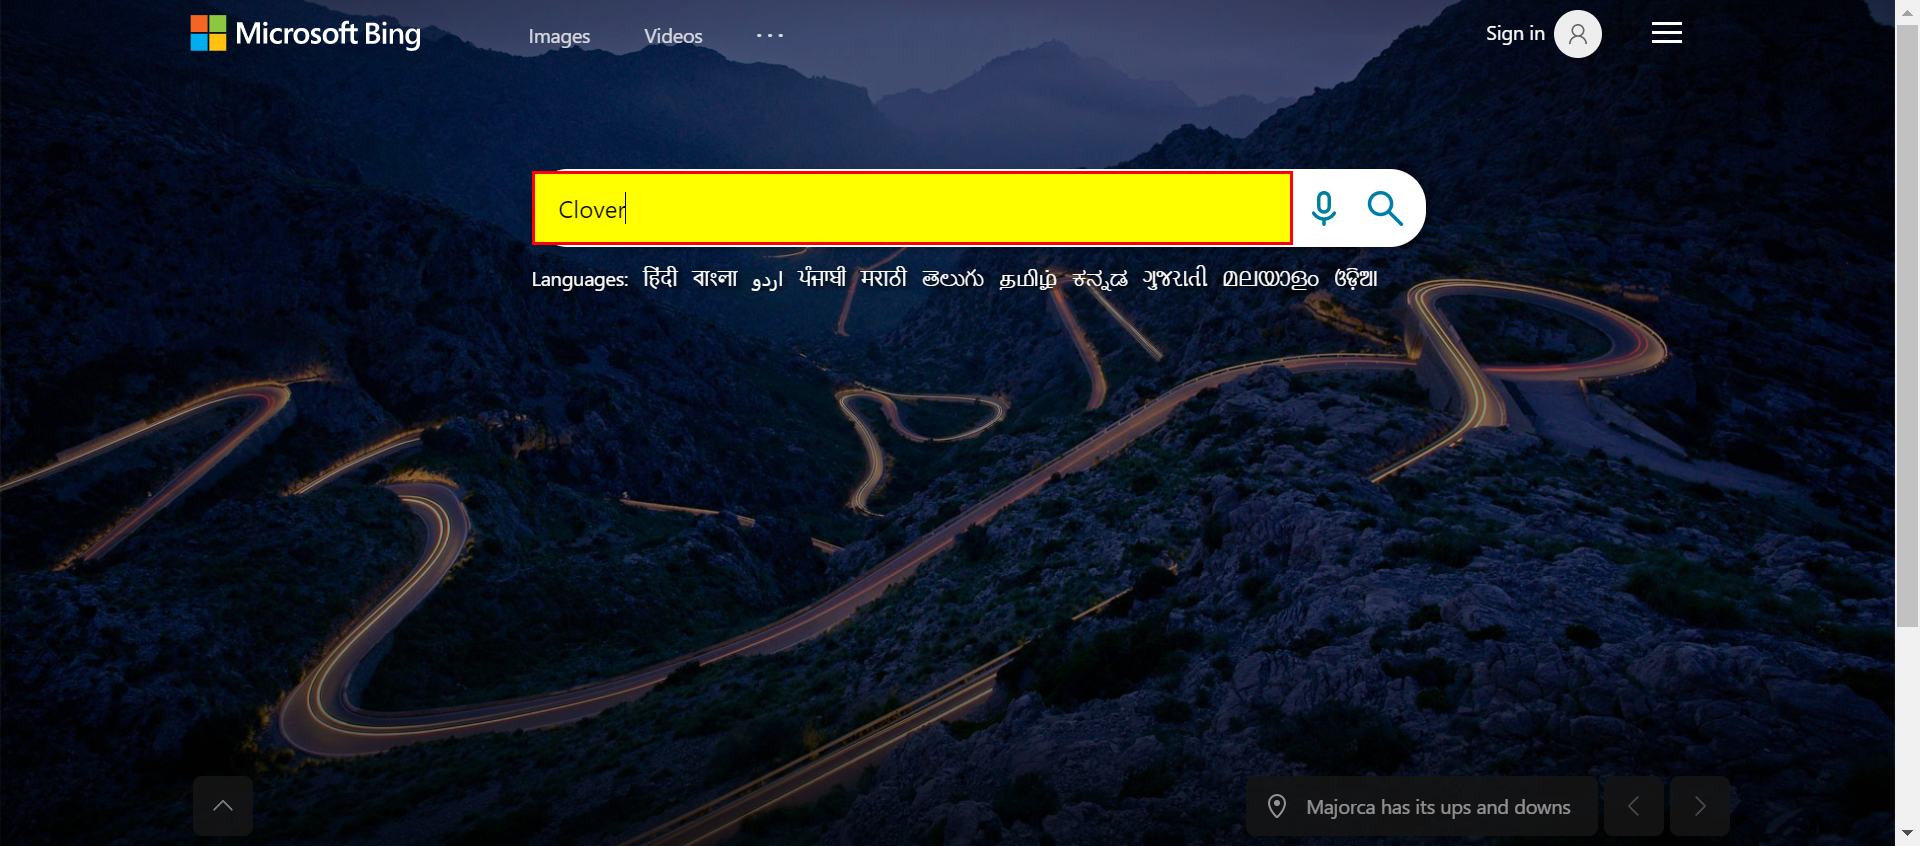 Microsoft Bing
Images
Videos
Sign in
Clover
Languages: हिंदी বাংলা اردو ਪੰਜਾਬੀ मराठी తెలుగు தமிழ் ಕನ್ನಡ ગુજરાતી മലയാളം ଓଡ଼ିଆ
Majorca has its ups and downs